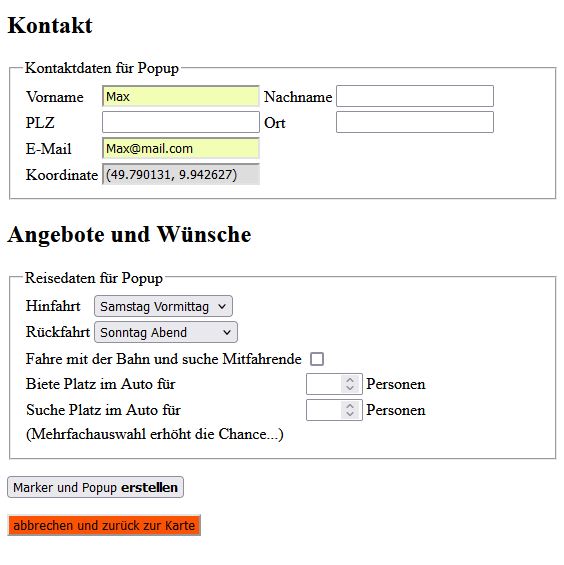 Kontakt
Kontaktdaten für Popup
Vorname Max Nachname
PLZ Ort
E-Mail Max@mail.com
Koordinate (49.790131, 9.942627)
Angebote und Wünsche
Reisedaten für Popup
Hinfahrt Samstag Vormittag
Rückfahrt Sonntag Abend
Fahre mit der Bahn und suche Mitfahrende
Biete Platz im Auto für Personen
Suche Platz im Auto für Personen
(Mehrfachauswahl erhöht die Chance...)
Marker und Popup erstellen
abbrechen und zurück zur Karte